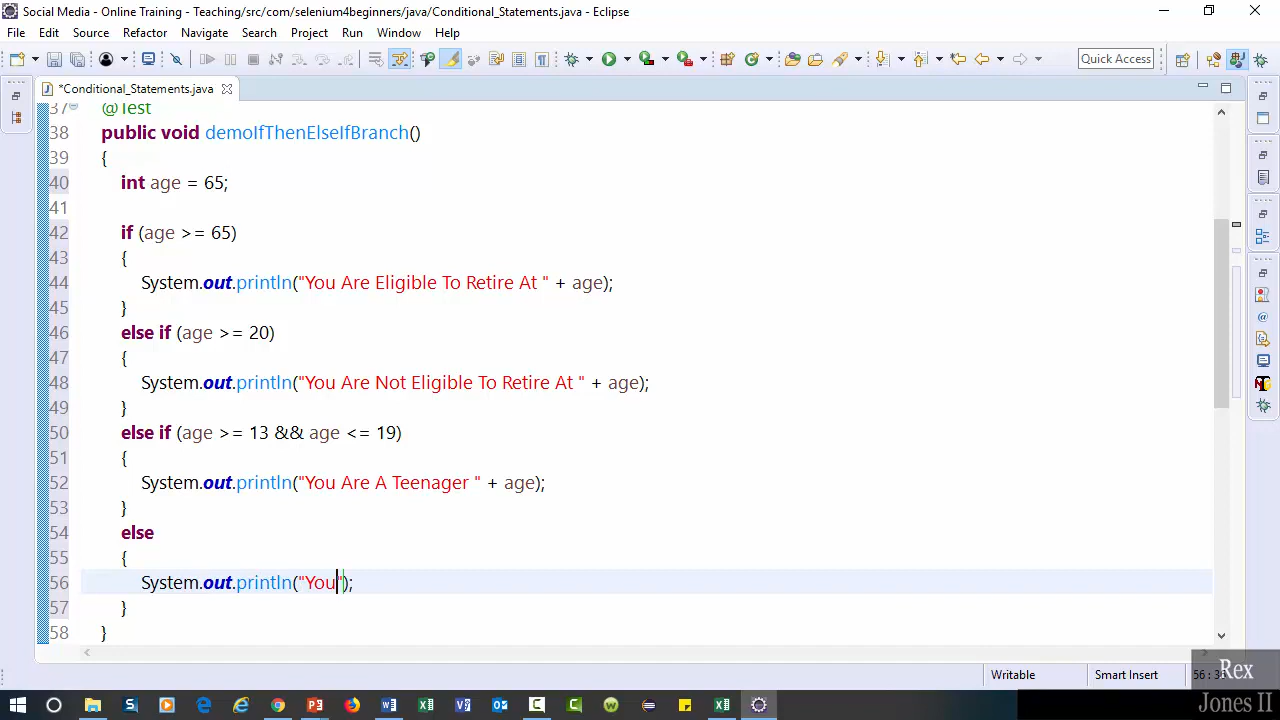 Social Media - Online Training - Teaching/src/com/selenium4beginners/java/Conditional_Statements.java - Eclipse
File Edit Source Refactor Navigate Search Project Run Window Help
Quick Access
*Conditional_Statements.java
37 @Test
38 public void demoIfThenElseIfBranch()
39 {
40 int age = 65;
41
42 if (age >= 65)
43 {
44 System.out.println("You Are Eligible To Retire At " + age);
45 }
46 else if (age >= 20)
47 {
48 System.out.println("You Are Not Eligible To Retire At " + age);
49 }
50 else if (age >= 13 && age <= 19)
51 {
52 System.out.println("You Are A Teenager " + age);
53 }
54 else
55 {
56 System.out.println("You");
57 }
58 }
Writable Smart Insert 56 : 3
Rex
Jones II